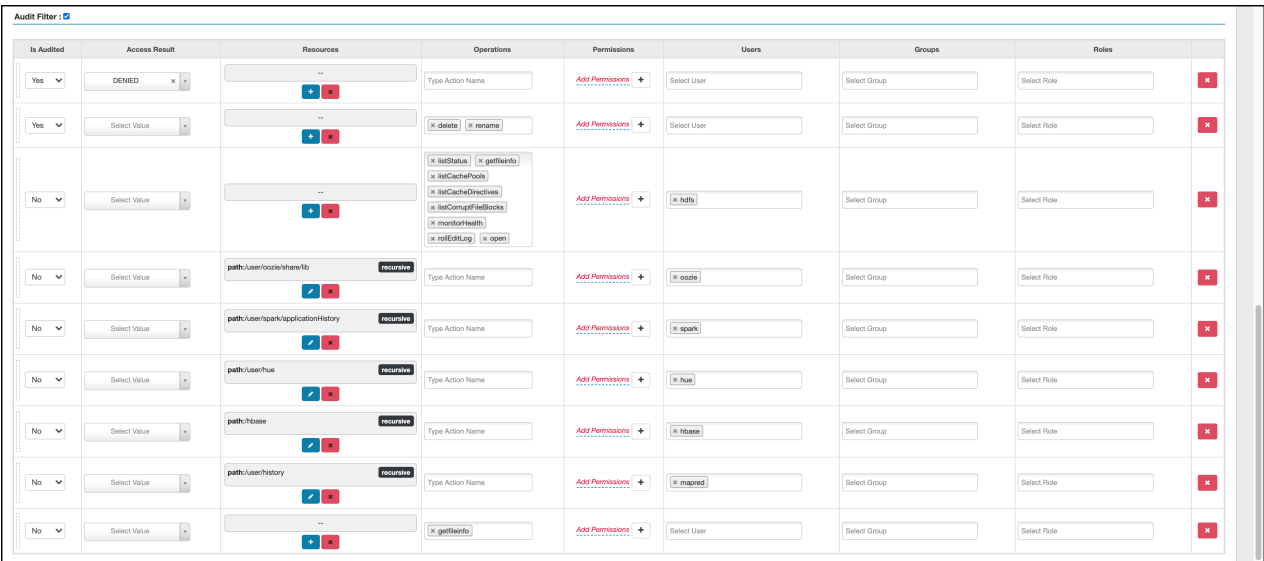 Audit Filter :
Is Audited Access Result Resources Operations Permissions Users Groups Roles
Yes DENIED -- Type Action Name Add Permissions + Select User Select Group Select Role
Yes Select Value -- delete rename Add Permissions + Select User Select Group Select Role
listStatus getfileinfo
listCachePools
listCacheDirectives
No Select Value -- Add Permissions + hdfs Select Group Select Role
listCorruptFileBlocks
monitorHealth
rollEditLog open
path:/user/oozie/share/lib recursive
No Select Value Type Action Name Add Permissions + oozie Select Group Select Role
path:/user/spark/applicationHistory recursive
No Select Value Type Action Name Add Permissions + spark Select Group Select Role
path:/user/hue recursive
No Select Value Type Action Name Add Permissions + hue Select Group Select Role
path:/hbase recursive
No Select Value Type Action Name Add Permissions + hbase Select Group Select Role
path:/user/history recursive
No Select Value Type Action Name Add Permissions + mapred Select Group Select Role
No Select Value -- getfileinfo Add Permissions + Select User Select Group Select Role